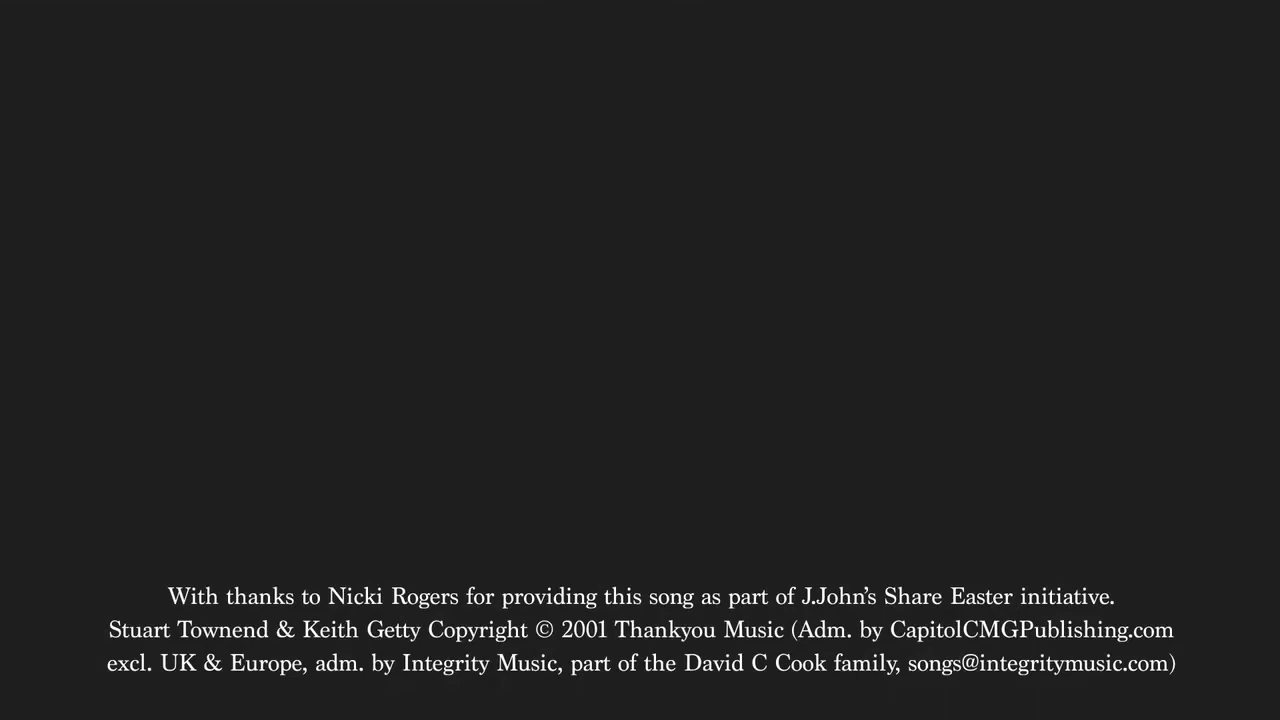 With thanks to Nicki Rogers for providing this song as part of J.John's Share Easter initiative.
Stuart Townend & Keith Getty Copyright © 2001 Thankyou Music (Adm. by CapitolCMGPublishing.com
excl. UK & Europe, adm. by Integrity Music, part of the David C Cook family, songs@integritymusic.com)